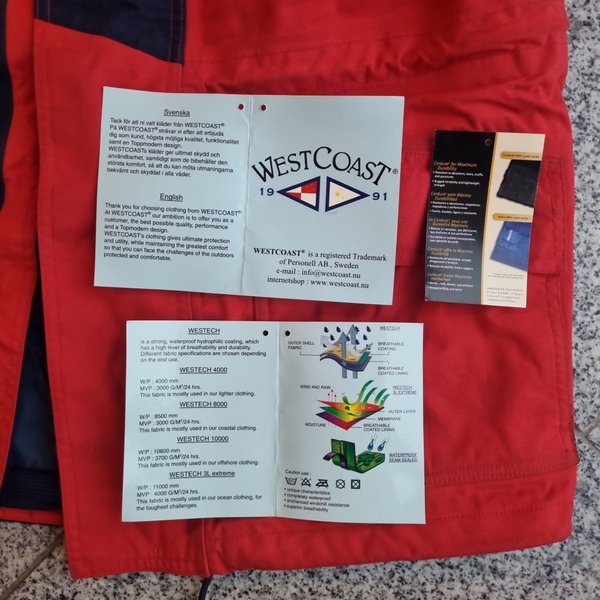 Svenska
Tack för att ni valt kläder från WESTCOAST®
På WESTCOAST® strävar vi efter att erbjuda
dig som kund, högsta möjliga kvalitet, funktionalitet
samt en Toppmodern design.
WESTCOASTs kläder ger ultimat skydd och
användbarhet, samtidigt som de bibehåller den
största komfort, så att du kan möta utmaningarna
bekvämt och skyddat i alla väder.
English
Thank you for choosing clothing from WESTCOAST®
At WESTCOAST® our ambition is to offer you as a
customer, the best possible quality, performance
and a Topmodern design.
WESTCOAST's clothing gives ultimate protection
and utility, while maintaining the greatest comfort
so that you can face the challenges of the outdoors
protected and comfortable.
WESTCOAST®
1991
WESTCOAST® is a registered Trademark
of Personell AB., Sweden
e-mail : info@westcoast.nu
internetshop : www.westcoast.nu
Cordura® for Maximum
Durability
WESTECH
is a strong, waterproof hydrophilic coating, which
has a high level of breathability and durability.
Different fabric specifications are chosen depending
on the end use.
WESTECH 4000
W/P : 4000 mm
MVP : 3000 G/M²/24 hrs.
This fabric is mostly used in our lighter clothing.
WESTECH 8000
W/P : 8500 mm
MVP : 3000 G/M²/24 hrs.
This fabric is mostly used in our coastal clothing.
WESTECH 10000
W/P : 10800 mm
MVP : 3700 G/M²/24 hrs.
This fabric is mostly used in our offshore clothing.
WESTECH 3L extreme
W/P : 11000 mm
MVP : 4000 G/M²/24 hrs.
This fabric is mostly used in our ocean clothing, for
the toughest challenges.
WESTECH
OUTER SHELL
FABRIC
BREATHABLE
COATING
BREATHABLE
COATED LINING
WIND AND RAIN
WESTECH
3L EXTREME
OUTER LAYER
MEMBRANE
MOISTURE
BREATHABLE
COATED LINING
WATERPROOF
SEAM-SEALED
Caution use :
• unique characteristics
• completely waterproof
• enchanced windchill resistance
• superior breathability